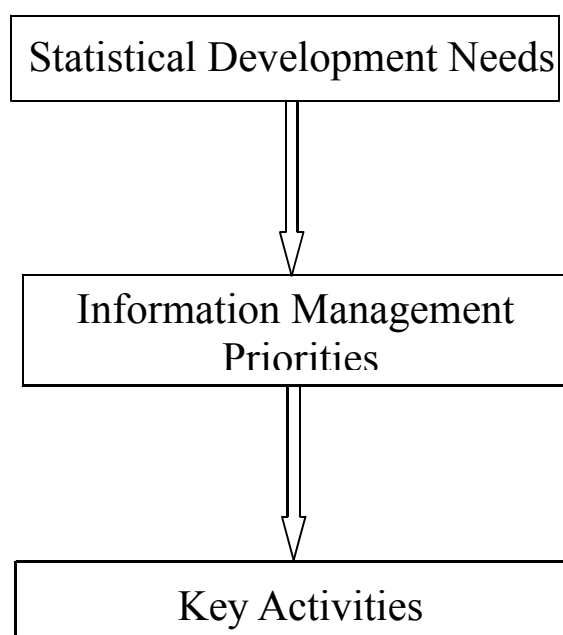 Statistical Development Needs
Information Management
Priorities
Key Activities